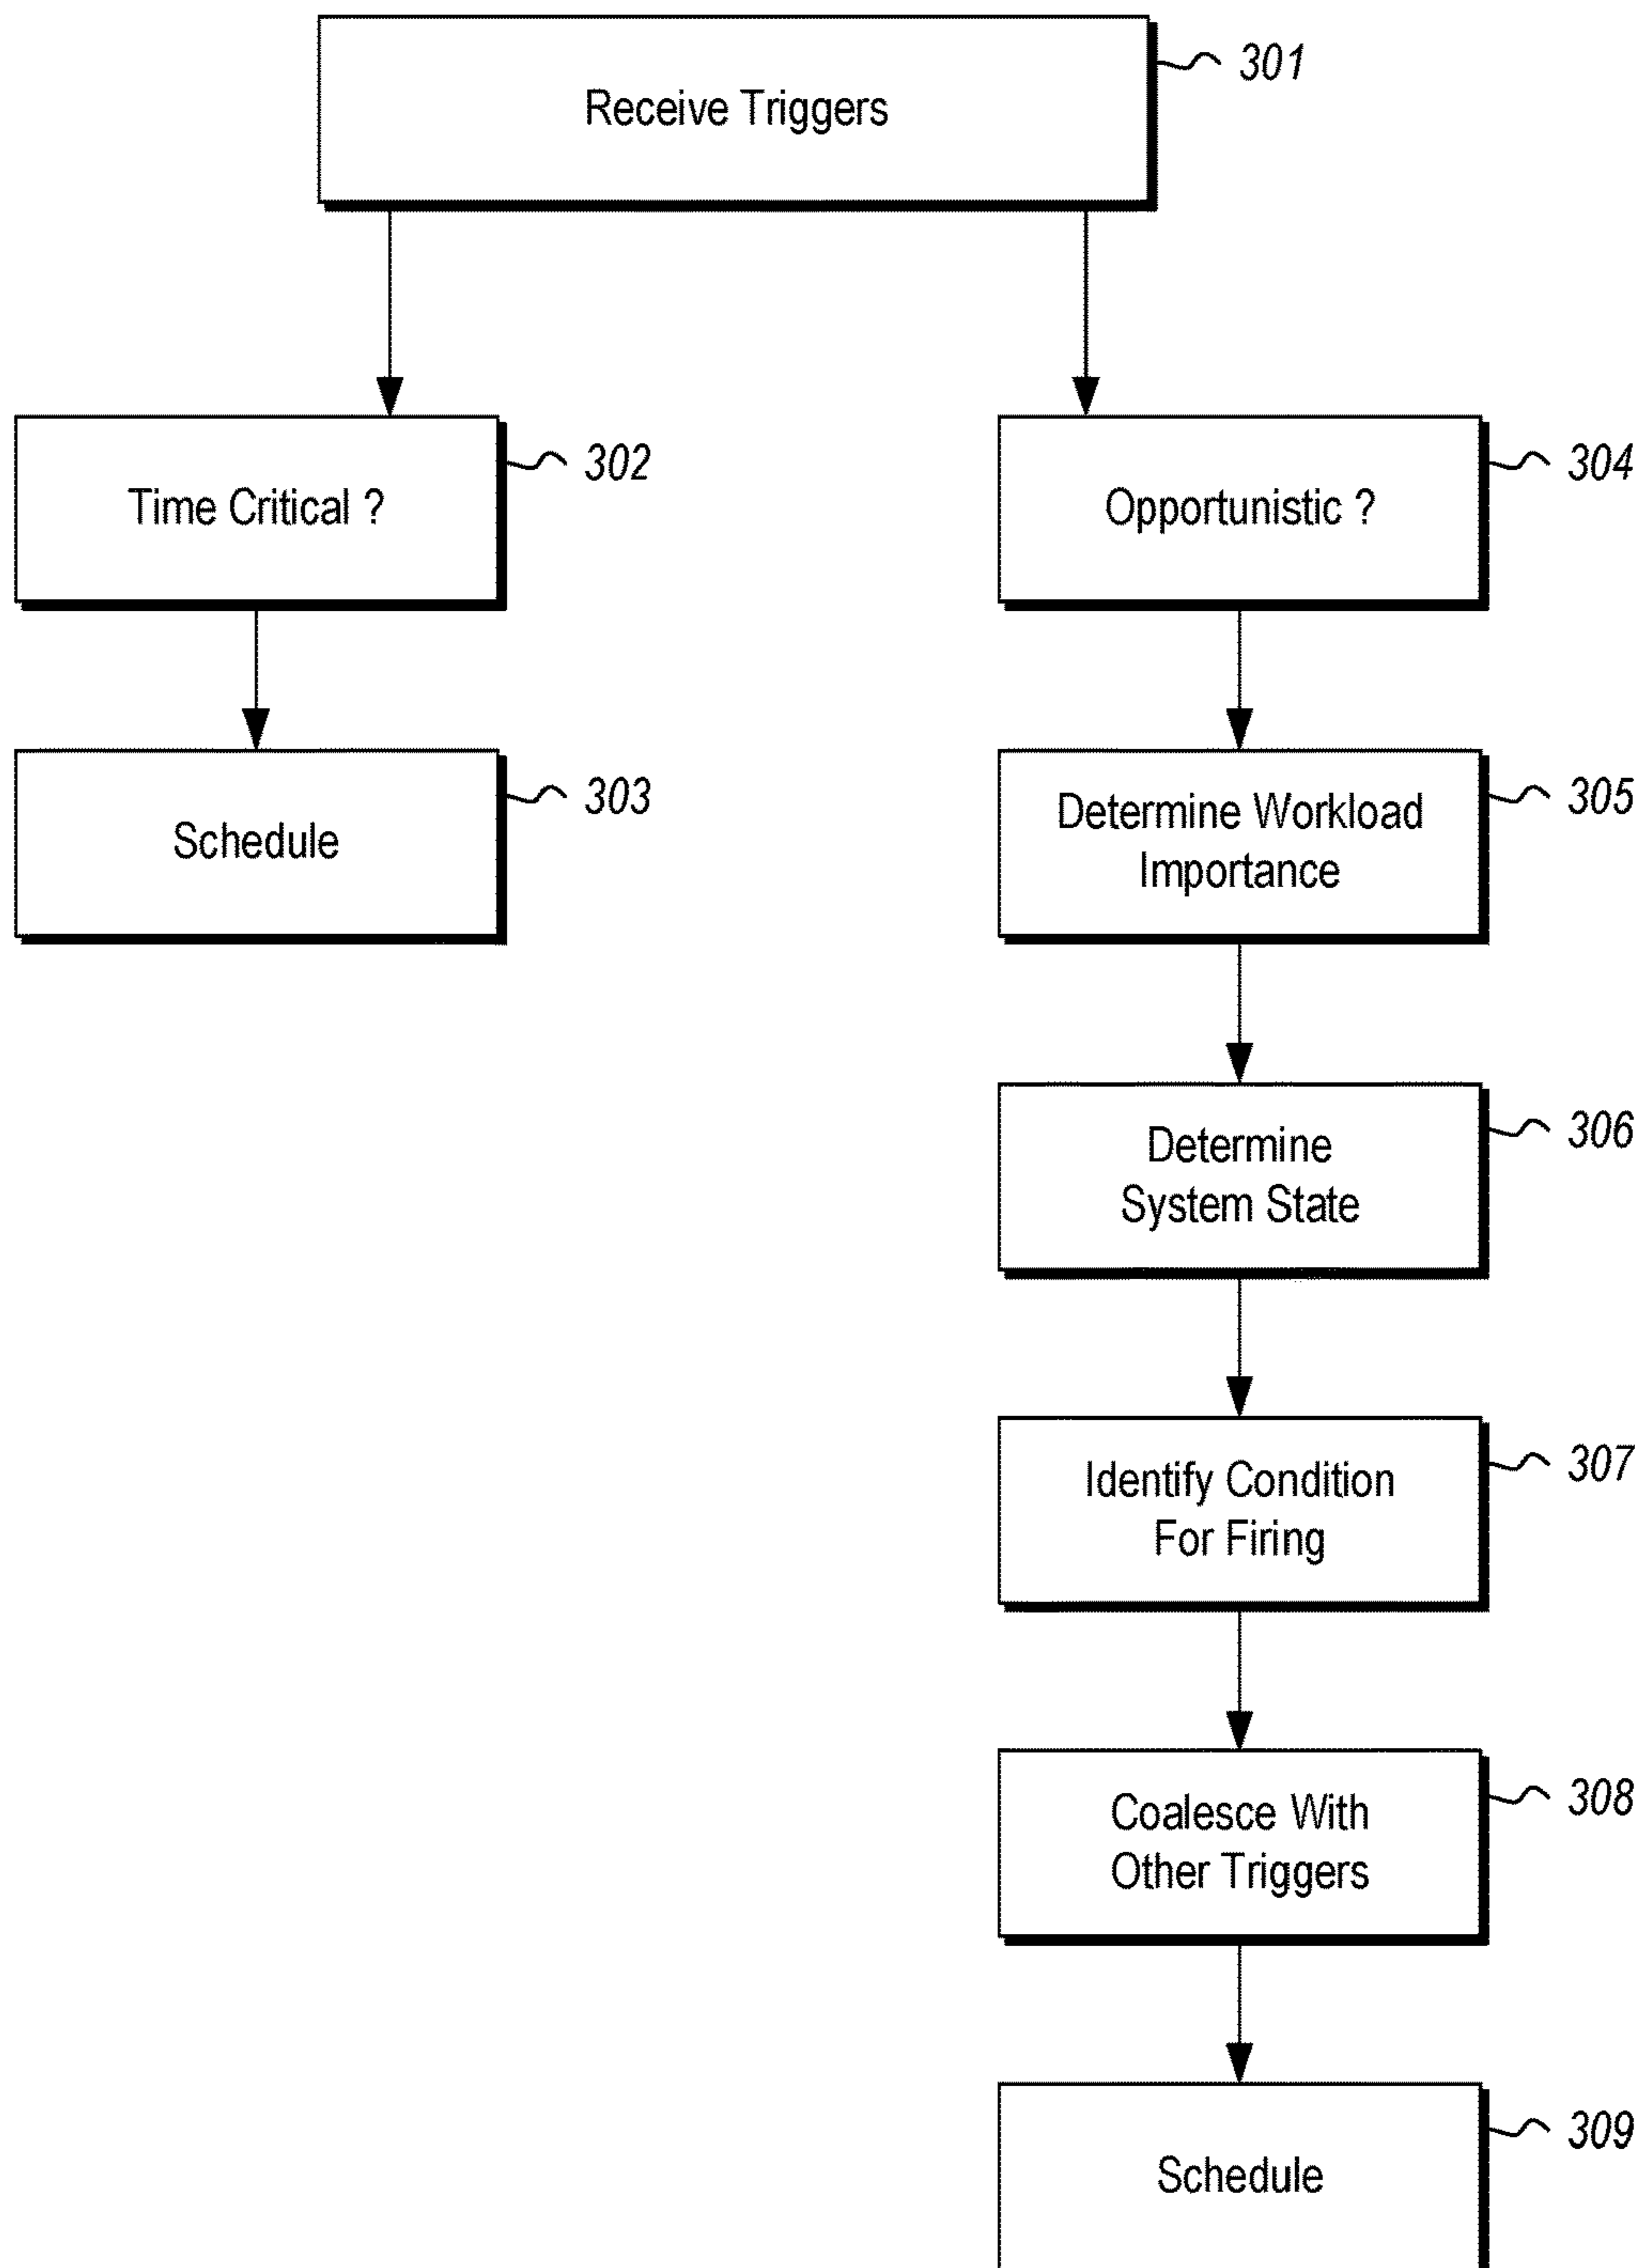 Receive Triggers
301
Time Critical ?
302
Schedule
303
Opportunistic ?
304
Determine Workload
Importance
305
Determine
System State
306
Identify Condition
For Firing
307
Coalesce With
Other Triggers
308
Schedule
309